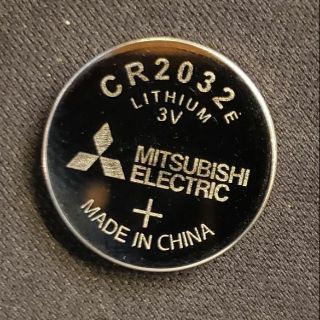 CR2032E
LITHIUM
3V
MITSUBISHI
ELECTRIC
+
MADE IN CHINA